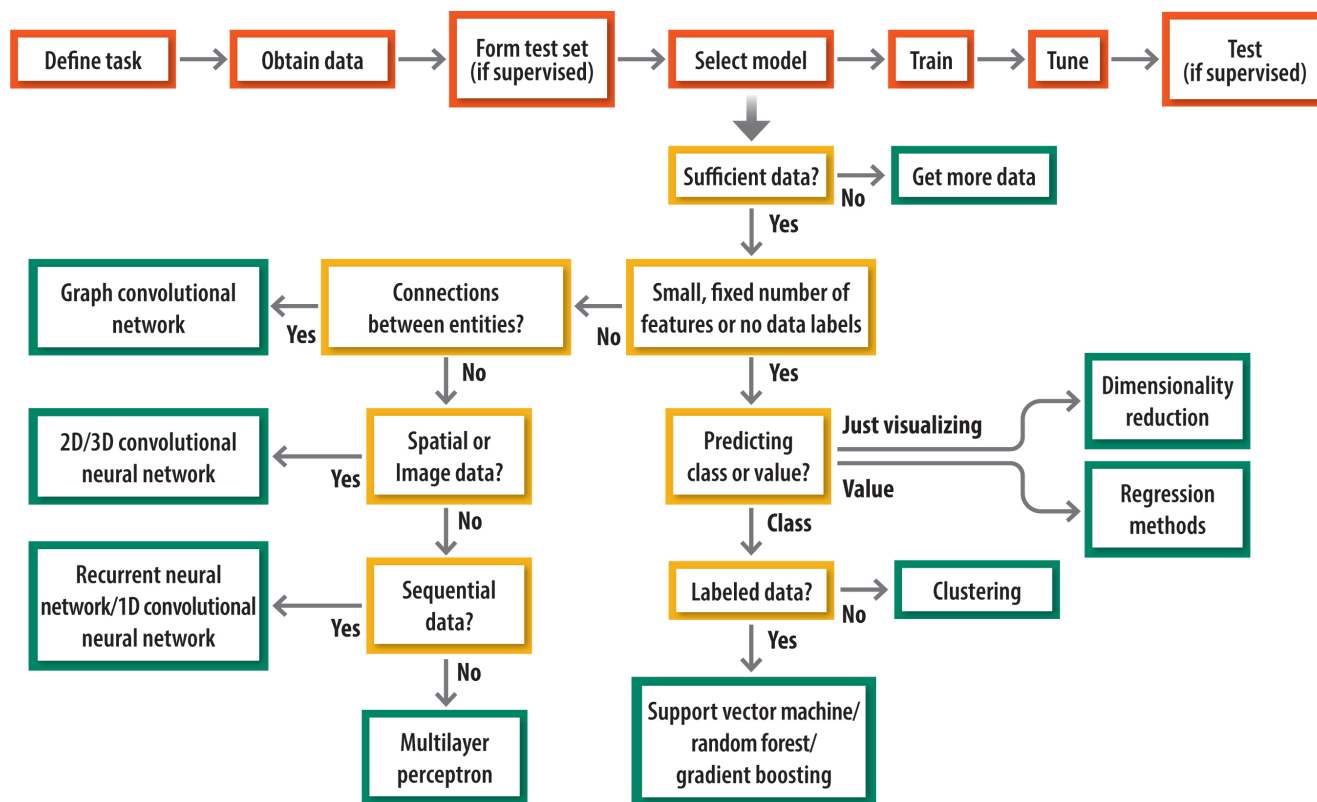 Define task
Obtain data
Form test set
(if supervised)
Select model
Train
Tune
Test
(if supervised)
Sufficient data?
No
Get more data
Yes
Graph convolutional
network
Yes
Connections
between entities?
No
Small, fixed number of
features or no data labels
No
Yes
2D/3D convolutional
neural network
Yes
Spatial or
Image data?
No
Predicting
class or value?
Just visualizing
Value
Dimensionality
reduction
Regression
methods
Class
Recurrent neural
network/1D convolutional
neural network
Yes
Sequential
data?
No
Labeled data?
No
Clustering
Yes
Multilayer
perceptron
Support vector machine/
random forest/
gradient boosting